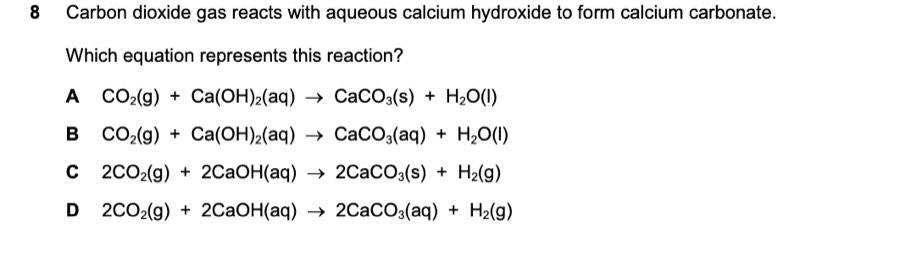 8 Carbon dioxide gas reacts with aqueous calcium hydroxide to form calcium carbonate.
Which equation represents this reaction?
A CO₂(g) + Ca(OH)₂(aq) → CaCO₃(s) + H₂O(l)
B CO₂(g) + Ca(OH)₂(aq) → CaCO₃(aq) + H₂O(l)
C 2CO₂(g) + 2CaOH(aq) → 2CaCO₃(s) + H₂(g)
D 2CO₂(g) + 2CaOH(aq) → 2CaCO₃(aq) + H₂(g)